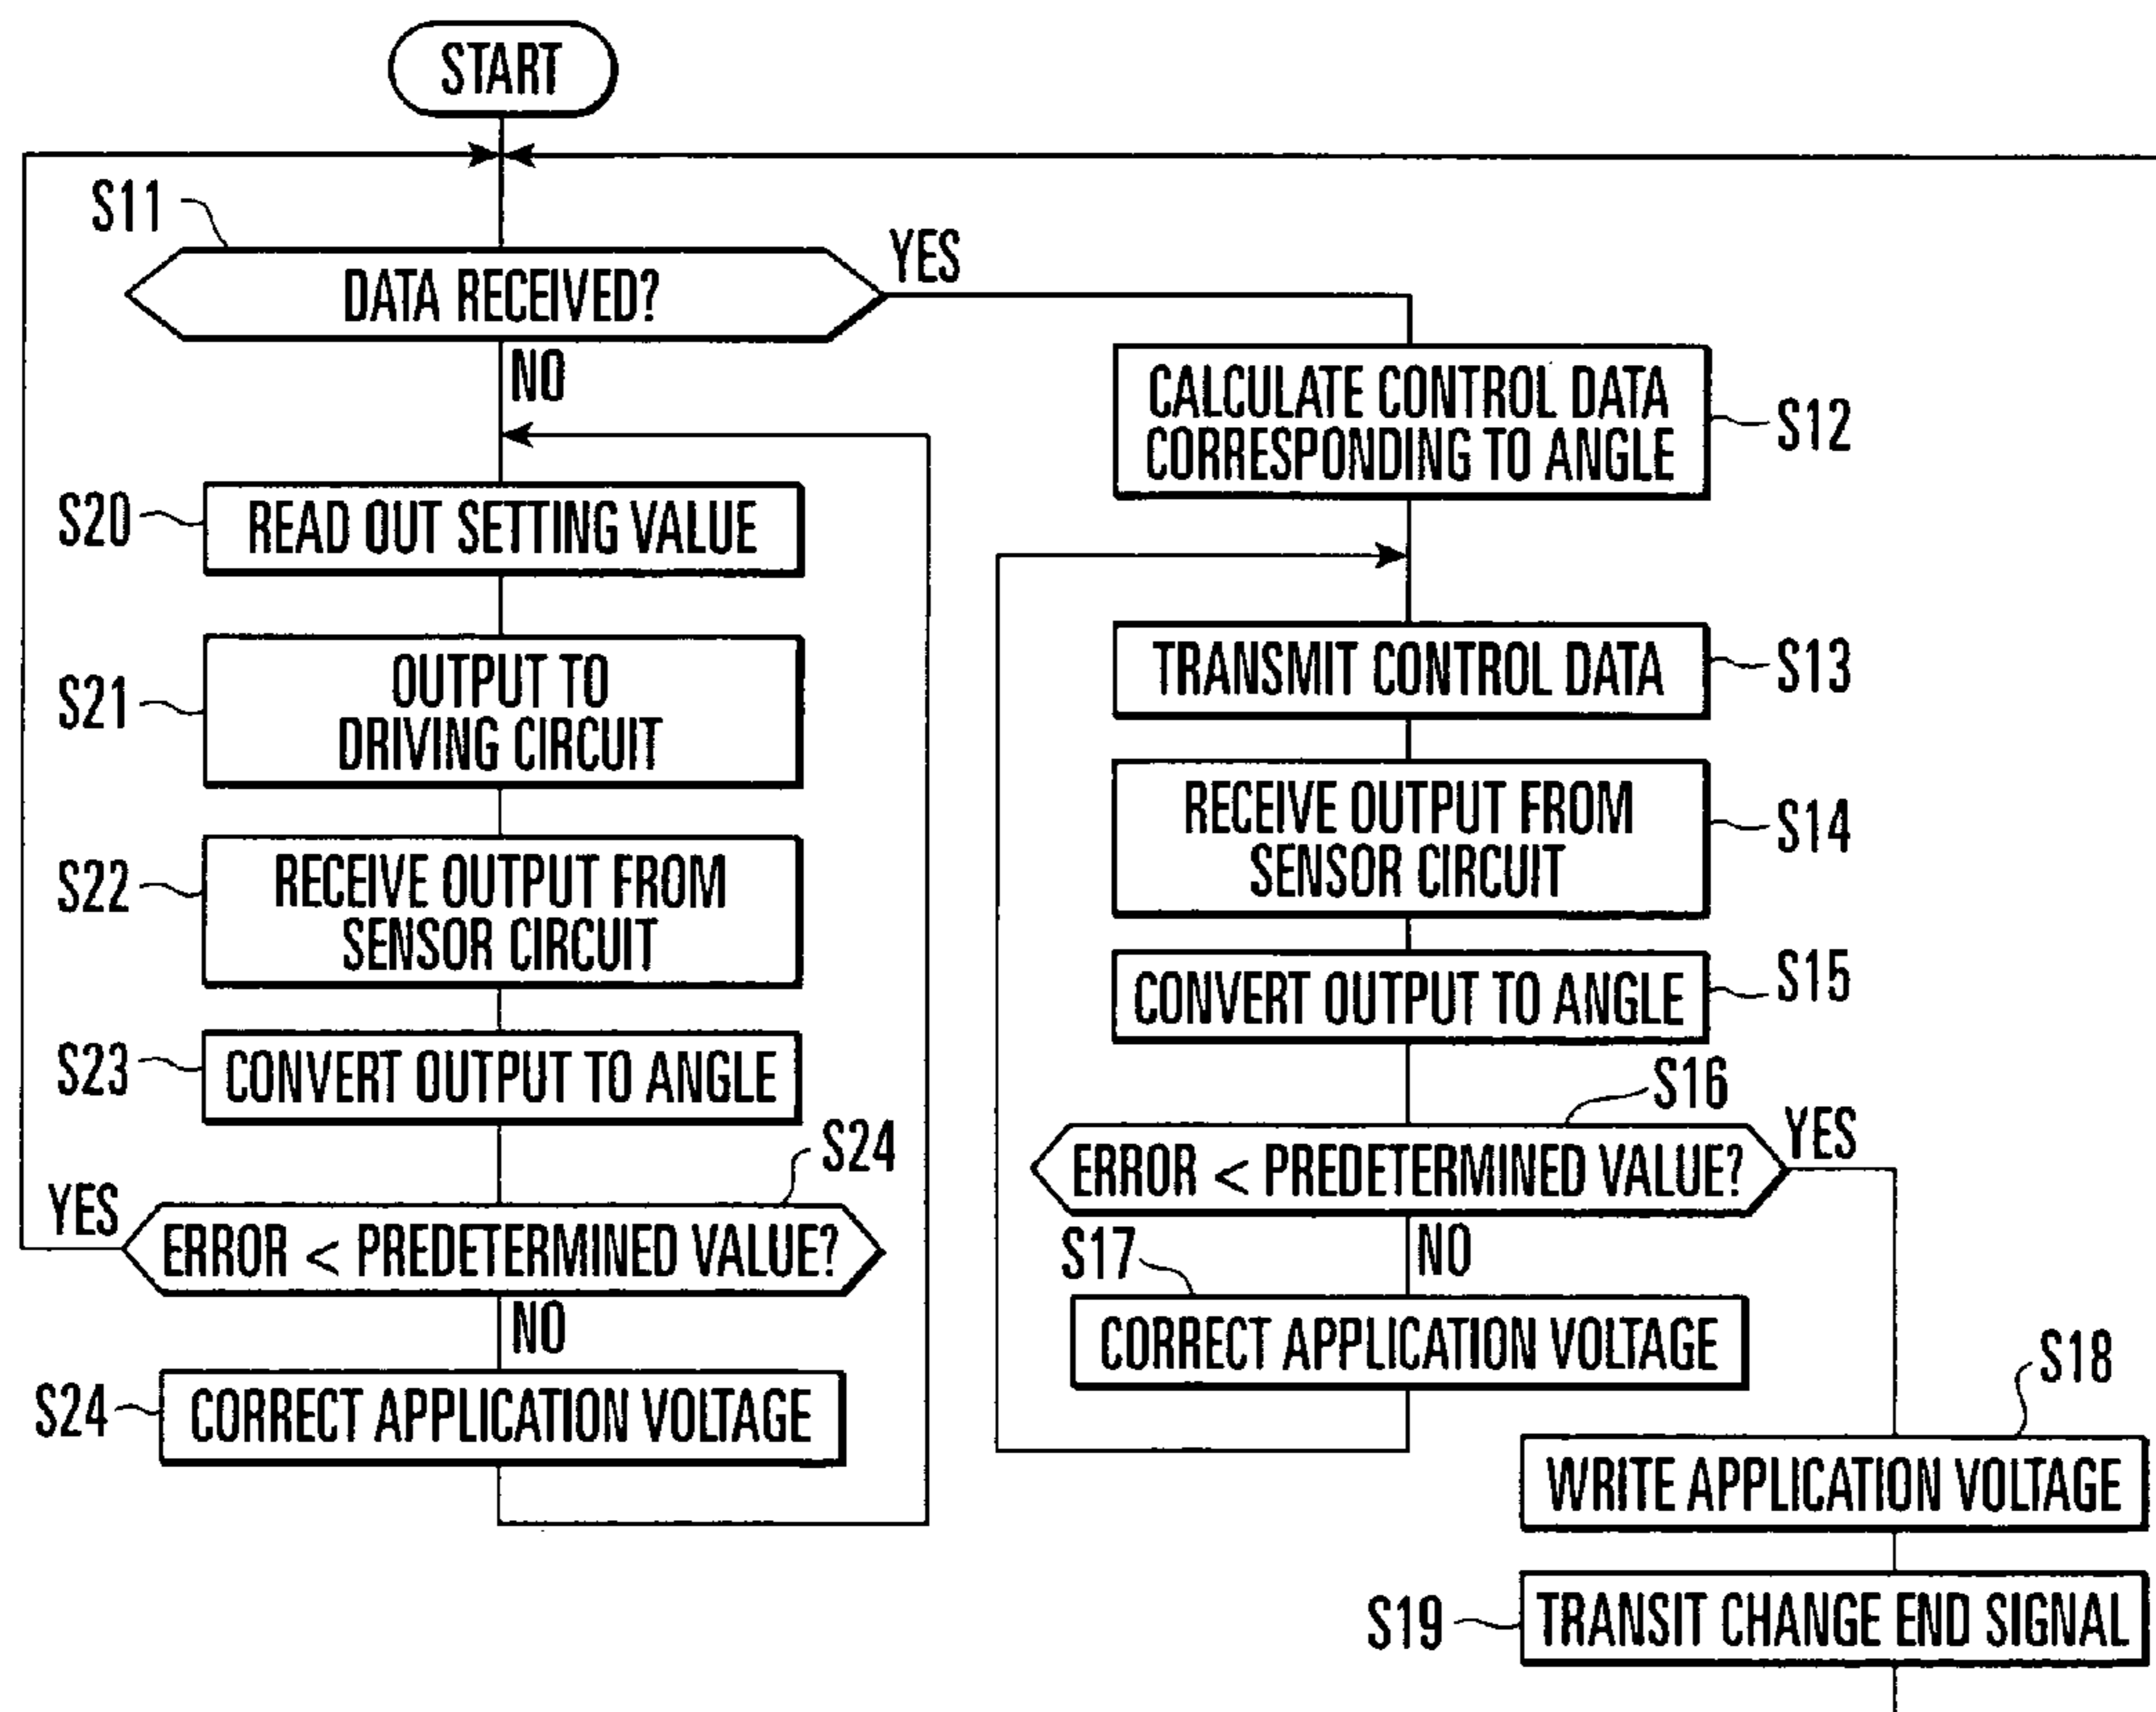 START
S11
DATA RECEIVED?
YES
NO
S20
READ OUT SETTING VALUE
S21
OUTPUT TO
DRIVING CIRCUIT
S22
RECEIVE OUTPUT FROM
SENSOR CIRCUIT
S23
CONVERT OUTPUT TO ANGLE
S24
YES
ERROR < PREDETERMINED VALUE?
NO
S24
CORRECT APPLICATION VOLTAGE
CALCULATE CONTROL DATA
CORRESPONDING TO ANGLE
S12
TRANSMIT CONTROL DATA
S13
RECEIVE OUTPUT FROM
SENSOR CIRCUIT
S14
CONVERT OUTPUT TO ANGLE
S15
S16
ERROR < PREDETERMINED VALUE?
YES
NO
S17
CORRECT APPLICATION VOLTAGE
S18
WRITE APPLICATION VOLTAGE
S19
TRANSIT CHANGE END SIGNAL